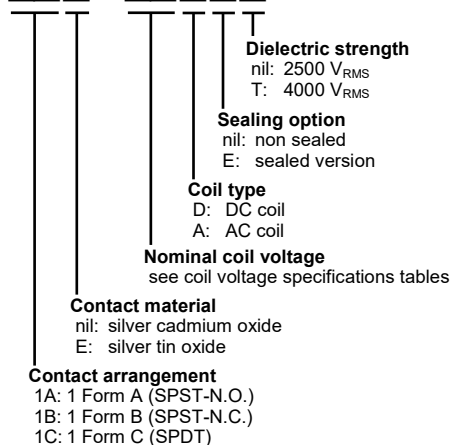 Dielectric strength
nil: 2500 VRMS
T: 4000 VRMS
Sealing option
nil: non sealed
E: sealed version
Coil type
D: DC coil
A: AC coil
Nominal coil voltage
see coil voltage specifications tables
Contact material
nil: silver cadmium oxide
E: silver tin oxide
Contact arrangement
1A: 1 Form A (SPST-N.O.)
1B: 1 Form B (SPST-N.C.)
1C: 1 Form C (SPDT)